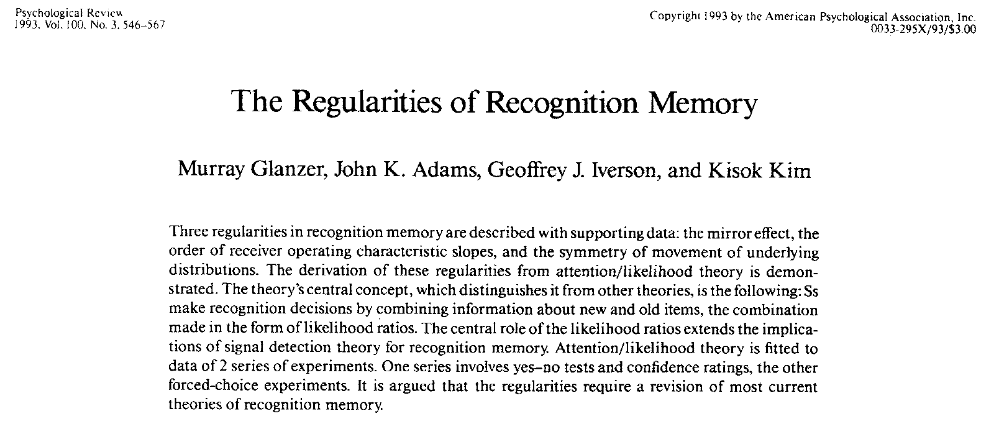 Psychological Review
1993, Vol. 100, No. 3, 546–567
Copyright 1993 by the American Psychological Association, Inc.
0033-295X/93/$3.00
The Regularities of Recognition Memory
Murray Glanzer, John K. Adams, Geoffrey J. Iverson, and Kisok Kim
Three regularities in recognition memory are described with supporting data: the mirror effect, the
order of receiver operating characteristic slopes, and the symmetry of movement of underlying
distributions. The derivation of these regularities from attention/likelihood theory is demon-
strated. The theory's central concept, which distinguishes it from other theories, is the following: Ss
make recognition decisions by combining information about new and old items, the combination
made in the form of likelihood ratios. The central role of the likelihood ratios extends the implica-
tions of signal detection theory for recognition memory. Attention/likelihood theory is fitted to
data of 2 series of experiments. One series involves yes–no tests and confidence ratings, the other
forced-choice experiments. It is argued that the regularities require a revision of most current
theories of recognition memory.